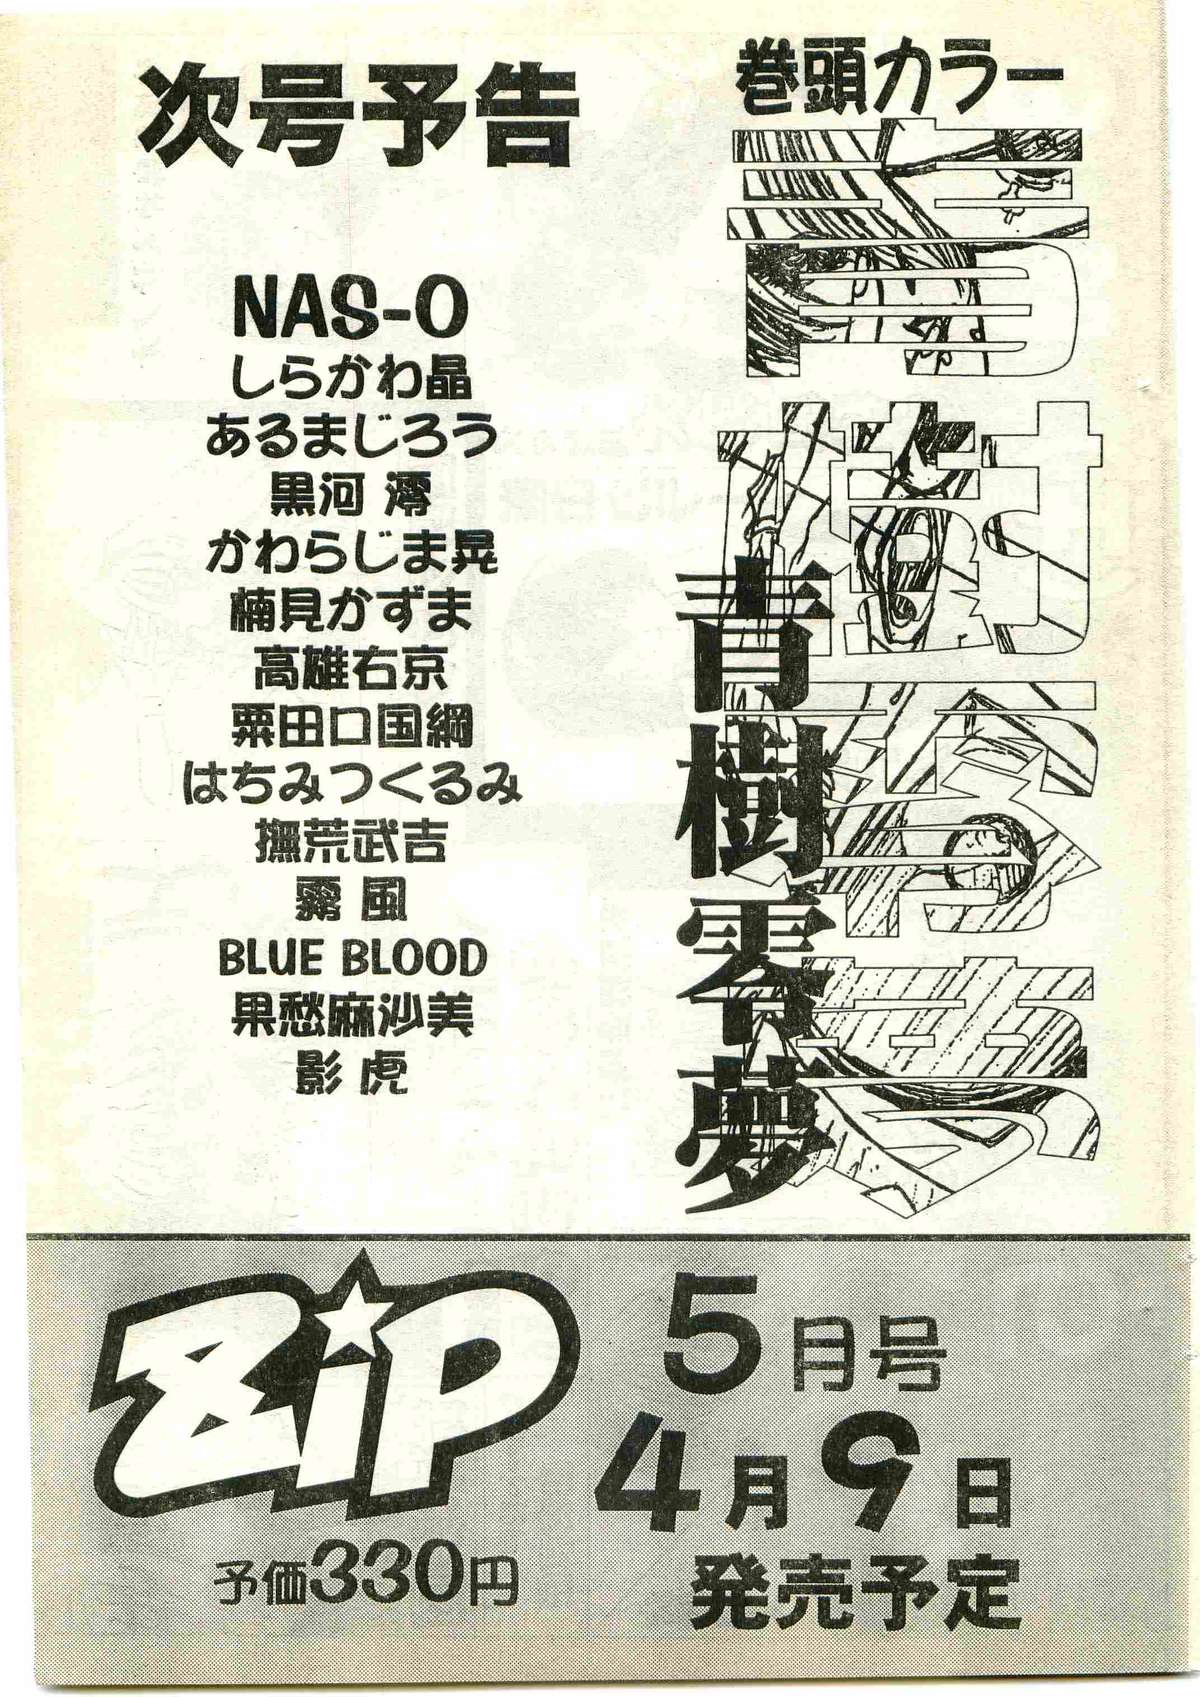 次号予告
巻頭カラー
青樹零夢
青樹零夢
NAS-O
しらかわ晶
あるまじろう
黒河 澪
かわらじま晃
楠見かずま
高雄右京
粟田口国綱
はちみつくるみ
撫荒武吉
霧風
BLUE BLOOD
果愁麻沙美
影虎
ZiP
予価330円
5月号
4月9日
発売予定